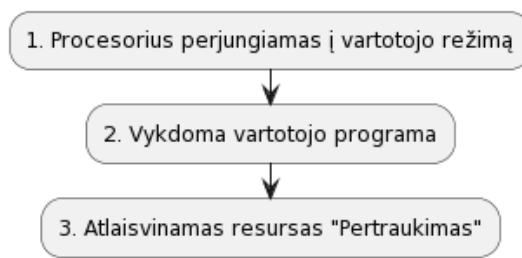 1. Procesorius perjungiamas į vartotojo režimą
2. Vykdoma vartotojo programa
3. Atlaisvinamas resursas "Pertraukimas"